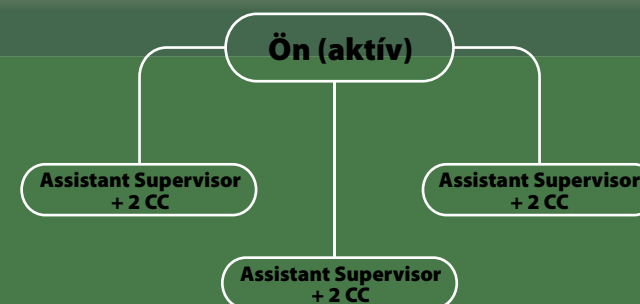 Ön (aktív)
Assistant Supervisor
+ 2 CC
Assistant Supervisor
+ 2 CC
Assistant Supervisor
+ 2 CC